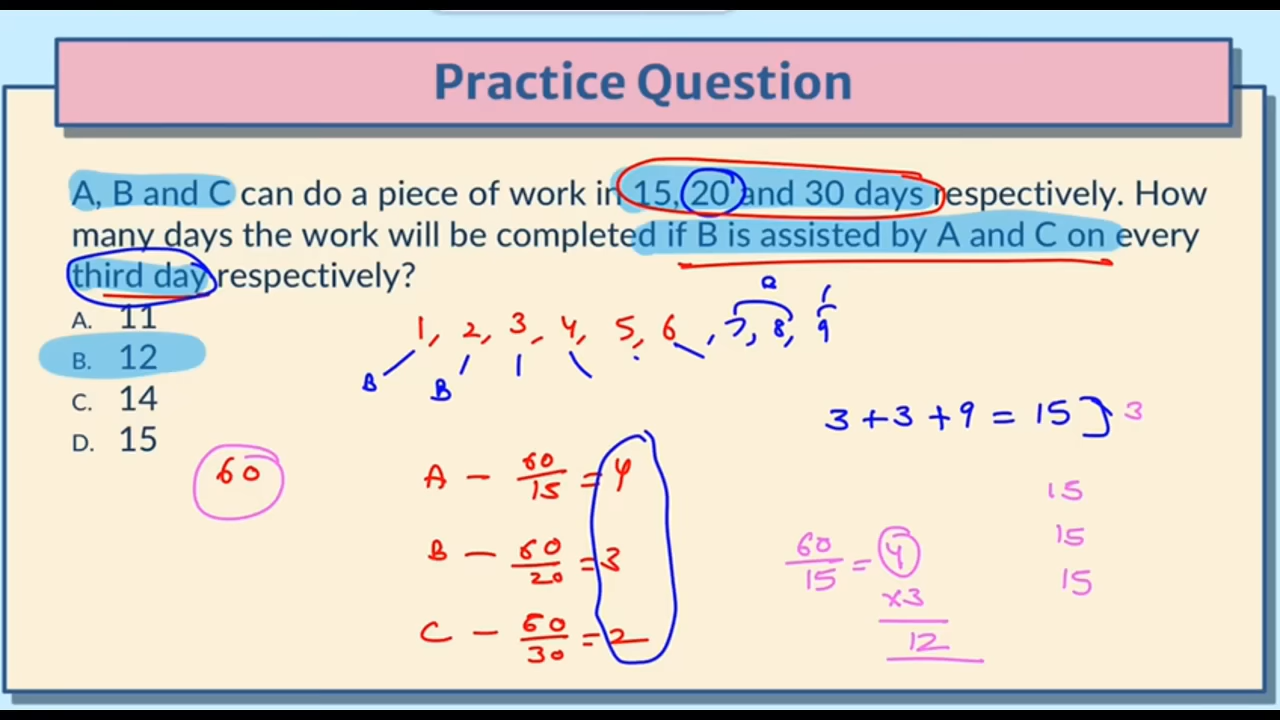 Practice Question
A, B and C can do a piece of work in 15, 20 and 30 days respectively. How
many days the work will be completed if B is assisted by A and C on every
third day respectively?
A. 11
B. 12
C. 14
D. 15
1, 2, 3, 4, 5, 6, 7, 8, 9
B B
3 + 3 + 9 = 15] 3
60
A - 60/15 = 4
B - 60/20 = 3
C - 60/30 = 2
15
15
15
60/15 = 4
x3
12